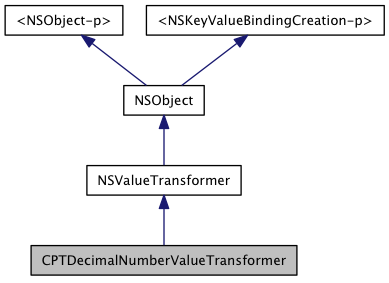 <NSObject-p>
<NSKeyValueBindingCreation-p>
NSObject
NSValueTransformer
CPTDecimalNumberValueTransformer